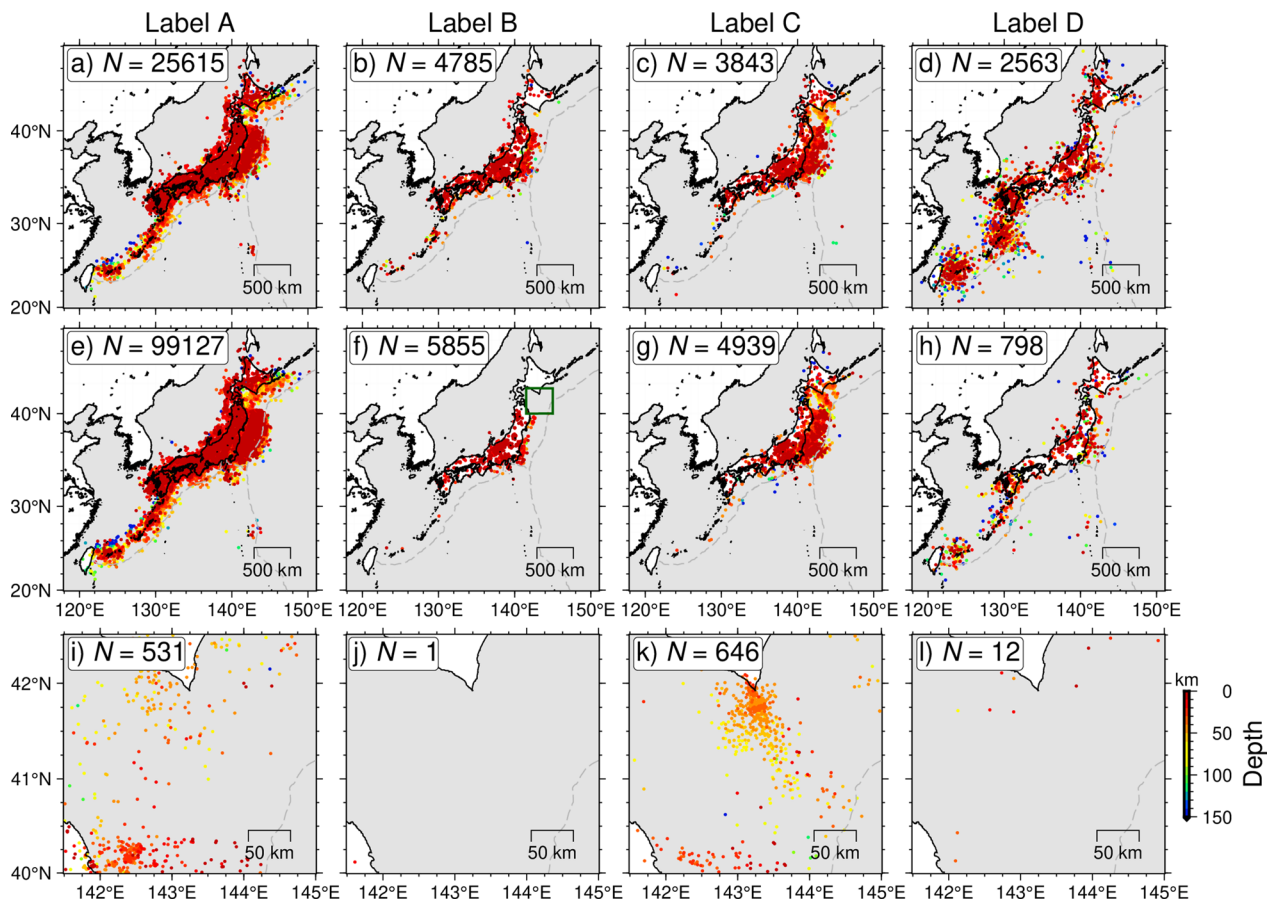 Label A Label B Label C Label D
a) N = 25615 b) N = 4785 c) N = 3843 d) N = 2563
40°N
30°N
500 km 500 km 500 km 500 km
20°N
e) N = 99127 f) N = 5855 g) N = 4939 h) N = 798
40°N
30°N
500 km 500 km 500 km 500 km
20°N
120°E 130°E 140°E 150°E 120°E 130°E 140°E 150°E 120°E 130°E 140°E 150°E 120°E 130°E 140°E 150°E
i) N = 531 j) N = 1 k) N = 646 l) N = 12
42°N
41°N
50 km 50 km 50 km 50 km
40°N
142°E 143°E 144°E 145°E 142°E 143°E 144°E 145°E 142°E 143°E 144°E 145°E 142°E 143°E 144°E 145°E
km
0
50
100
150
Depth